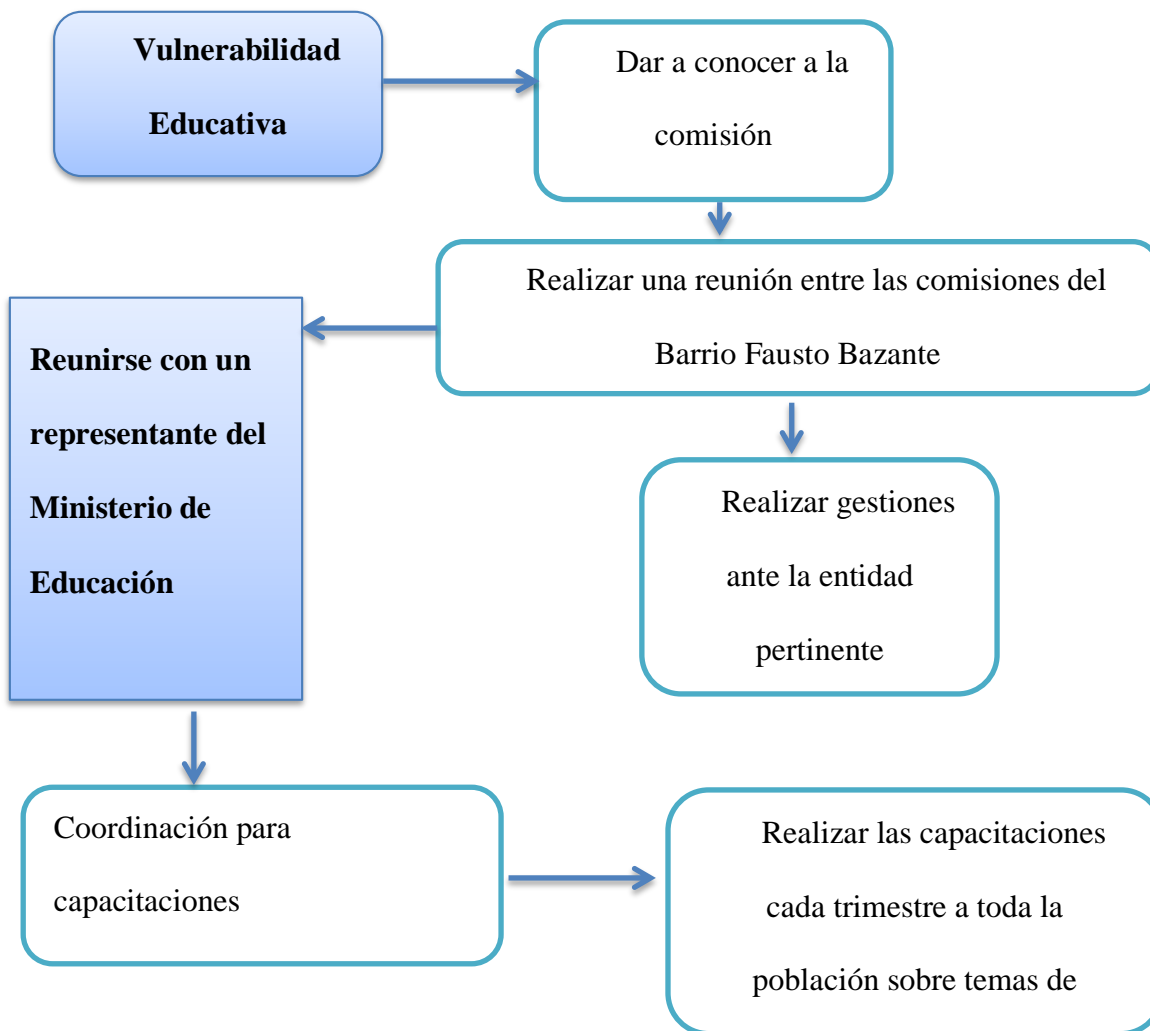 Vulnerabilidad
Educativa
Dar a conocer a la
comisión
Realizar una reunión entre las comisiones del
Barrio Fausto Bazante
Reunirse con un
representante del
Ministerio de
Educación
Realizar gestiones
ante la entidad
pertinente
Coordinación para
capacitaciones
Realizar las capacitaciones
cada trimestre a toda la
población sobre temas de